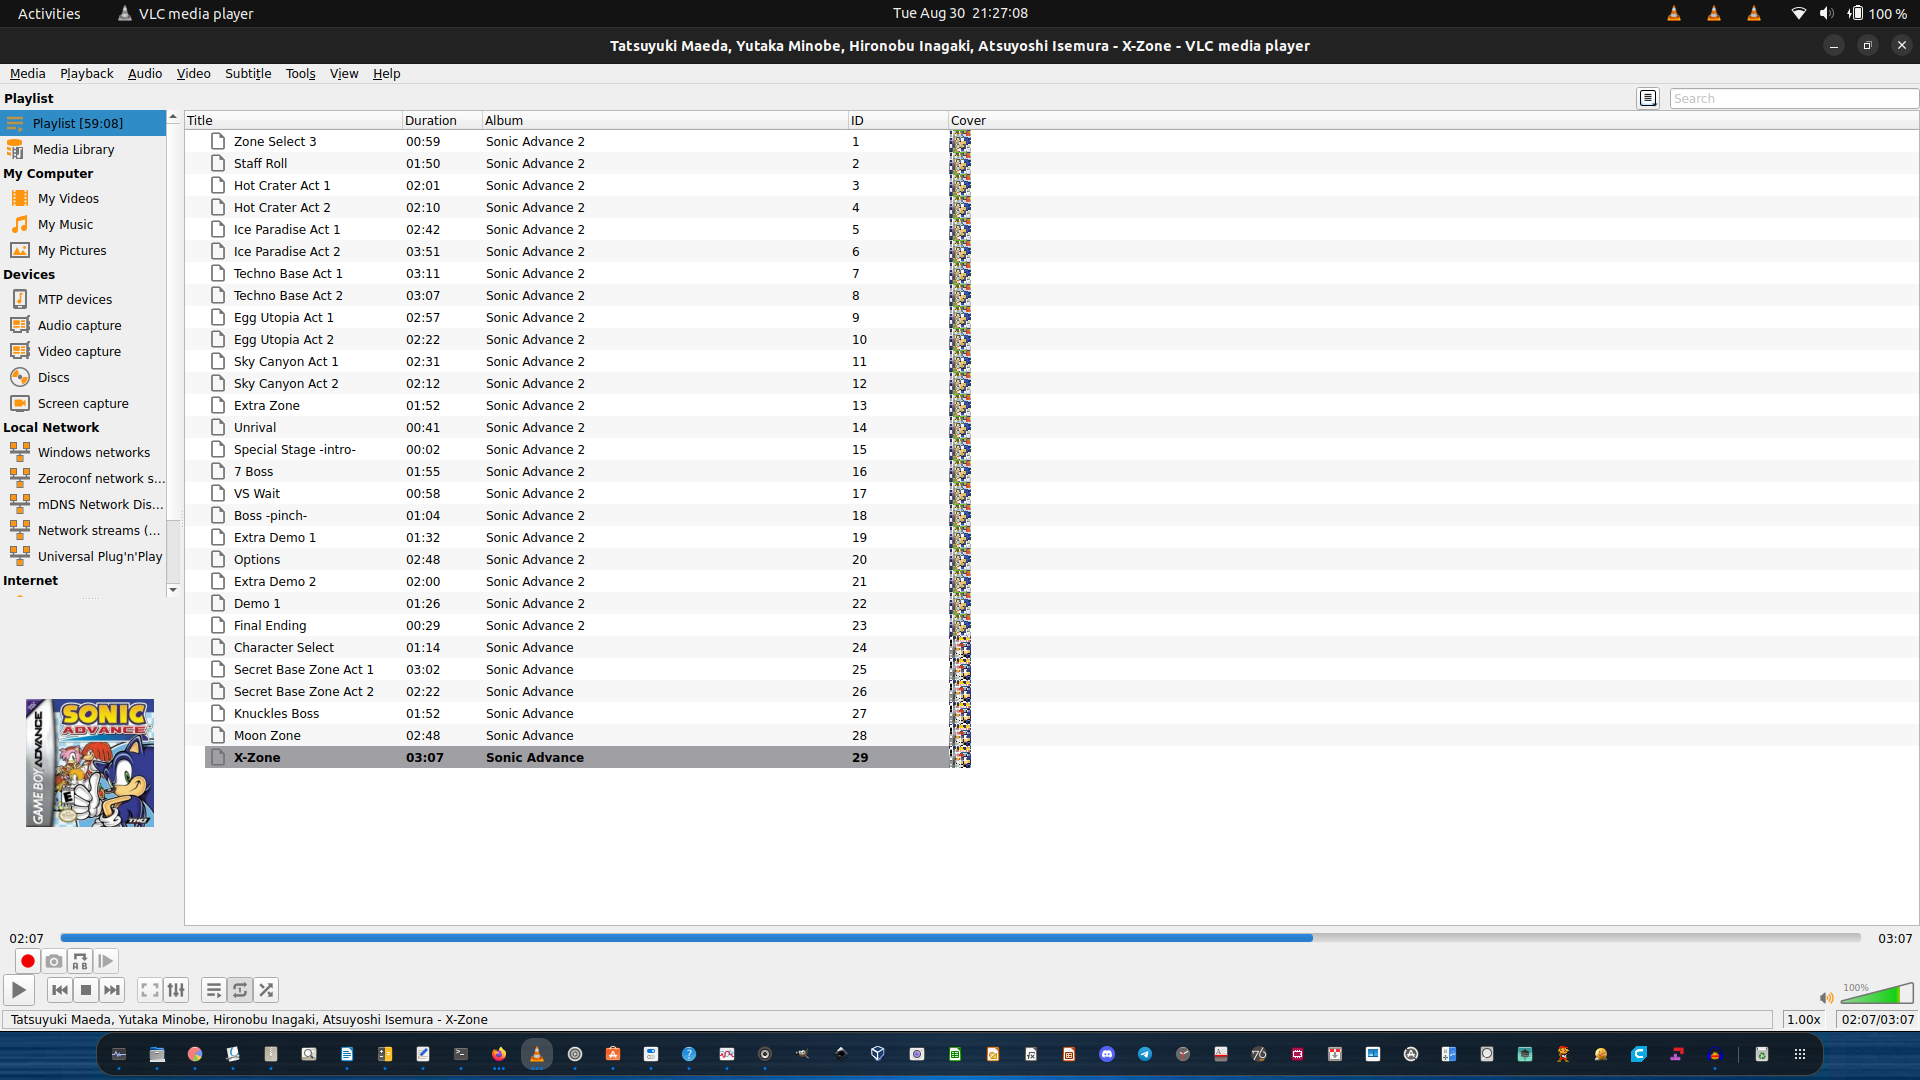 Activities VLC media player Tue Aug 30 21:27:08 100 %
Tatsuyuki Maeda, Yutaka Minobe, Hironobu Inagaki, Atsuyoshi Isemura - X-Zone - VLC media player
Media Playback Audio Video Subtitle Tools View Help
Playlist
Search
Playlist [59:08]
Media Library
My Computer
My Videos
My Music
My Pictures
Devices
MTP devices
Audio capture
Video capture
Discs
Screen capture
Local Network
Windows networks
Zeroconf network s...
mDNS Network Dis...
Network streams (...
Universal Plug'n'Play
Internet
Title Duration Album ID Cover
Zone Select 3 00:59 Sonic Advance 2 1
Staff Roll 01:50 Sonic Advance 2 2
Hot Crater Act 1 02:01 Sonic Advance 2 3
Hot Crater Act 2 02:10 Sonic Advance 2 4
Ice Paradise Act 1 02:42 Sonic Advance 2 5
Ice Paradise Act 2 03:51 Sonic Advance 2 6
Techno Base Act 1 03:11 Sonic Advance 2 7
Techno Base Act 2 03:07 Sonic Advance 2 8
Egg Utopia Act 1 02:57 Sonic Advance 2 9
Egg Utopia Act 2 02:22 Sonic Advance 2 10
Sky Canyon Act 1 02:31 Sonic Advance 2 11
Sky Canyon Act 2 02:12 Sonic Advance 2 12
Extra Zone 01:52 Sonic Advance 2 13
Unrival 00:41 Sonic Advance 2 14
Special Stage -intro- 00:02 Sonic Advance 2 15
7 Boss 01:55 Sonic Advance 2 16
VS Wait 00:58 Sonic Advance 2 17
Boss -pinch- 01:04 Sonic Advance 2 18
Extra Demo 1 01:32 Sonic Advance 2 19
Options 02:48 Sonic Advance 2 20
Extra Demo 2 02:00 Sonic Advance 2 21
Demo 1 01:26 Sonic Advance 2 22
Final Ending 00:29 Sonic Advance 2 23
Character Select 01:14 Sonic Advance 24
Secret Base Zone Act 1 03:02 Sonic Advance 25
Secret Base Zone Act 2 02:22 Sonic Advance 26
Knuckles Boss 01:52 Sonic Advance 27
Moon Zone 02:48 Sonic Advance 28
X-Zone 03:07 Sonic Advance 29
SONIC
ADVANCE
GAME BOY ADVANCE
E
THQ
02:07 03:07
A B
100%
Tatsuyuki Maeda, Yutaka Minobe, Hironobu Inagaki, Atsuyoshi Isemura - X-Zone 1.00x 02:07/03:07